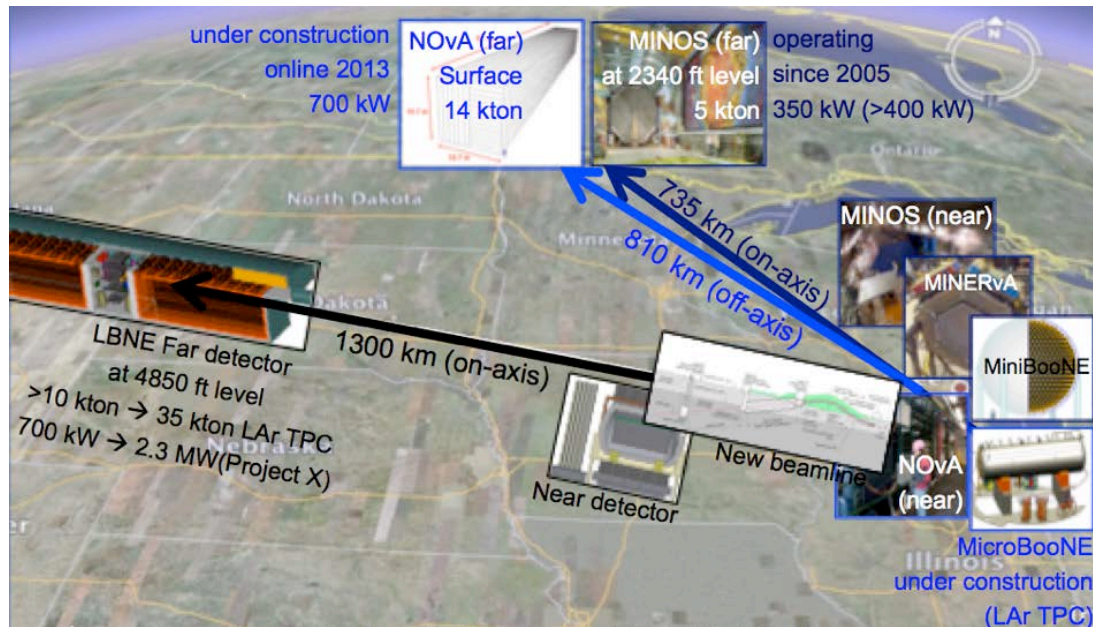 under construction
online 2013
700 kW
NOvA (far)
Surface
14 kton
MINOS (far)
at 2340 ft level
5 kton
operating
since 2005
350 kW (>400 kW)
N
Ontario
North Dakota
735 km (on-axis)
810 km (off-axis)
MINOS (near)
MINERvA
MiniBooNE
Dakota
LBNE Far detector
at 4850 ft level
>10 kton → 35 kton LAr TPC
700 kW → 2.3 MW(Project X)
1300 km (on-axis)
Nebraska
Near detector
New beamline
NOvA
(near)
Illinois
MicroBooNE
under construction
(LAr TPC)